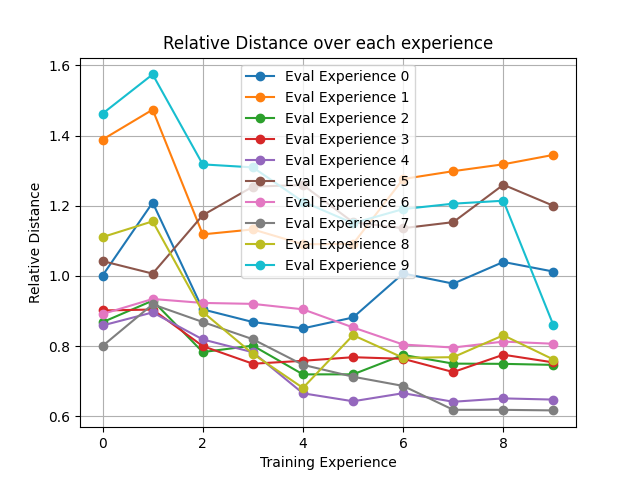 Relative Distance over each experience
1.6
1.4
1.2
1.0
0.8
0.6
Relative Distance
Eval Experience 0
Eval Experience 1
Eval Experience 2
Eval Experience 3
Eval Experience 4
Eval Experience 5
Eval Experience 6
Eval Experience 7
Eval Experience 8
Eval Experience 9
0 2 4 6 8
Training Experience